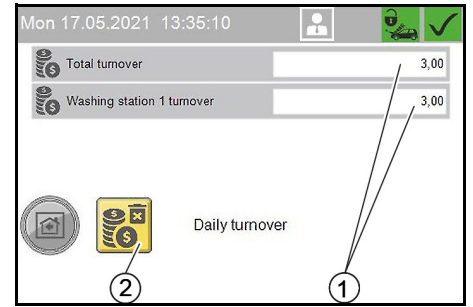 Mon 17.05.2021 13:35:10
Total turnover 3,00
Washing station 1 turnover 3,00
Daily turnover
2 1